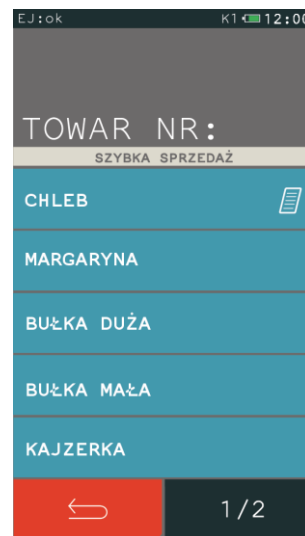 EJ:ok K1 12:00
TOWAR NR:
SZYBKA SPRZEDAŻ
CHLEB
MARGARYNA
BUŁKA DUŻA
BUŁKA MAŁA
KAJZERKA
1/2